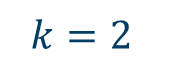 k = 2